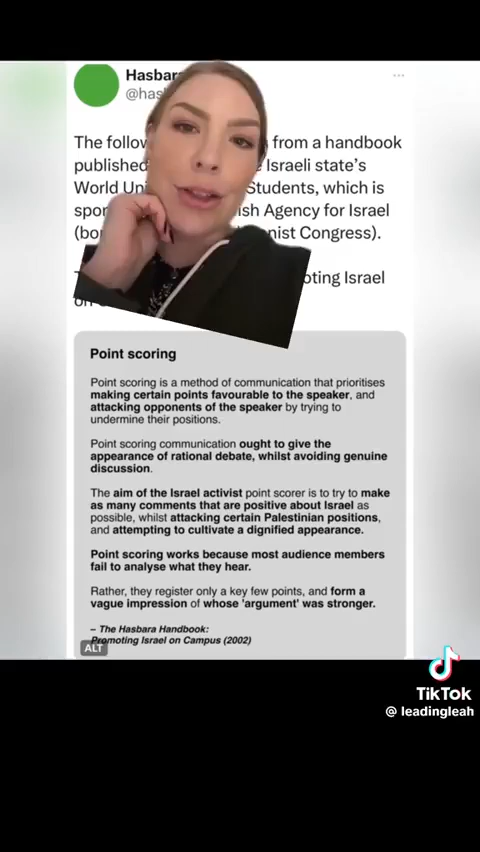 Hasbara
@has
The follow from a handbook
published Israeli state's
World Un Students, which is
spon ish Agency for Israel
(bo nist Congress).
T oting Israel
on
Point scoring
Point scoring is a method of communication that prioritises
making certain points favourable to the speaker, and
attacking opponents of the speaker by trying to
undermine their positions.
Point scoring communication ought to give the
appearance of rational debate, whilst avoiding genuine
discussion.
The aim of the Israel activist point scorer is to try to make
as many comments that are positive about Israel as
possible, whilst attacking certain Palestinian positions,
and attempting to cultivate a dignified appearance.
Point scoring works because most audience members
fail to analyse what they hear.
Rather, they register only a key few points, and form a
vague impression of whose 'argument' was stronger.
– The Hasbara Handbook:
Promoting Israel on Campus (2002)
ALT
TikTok
@ leadingleah